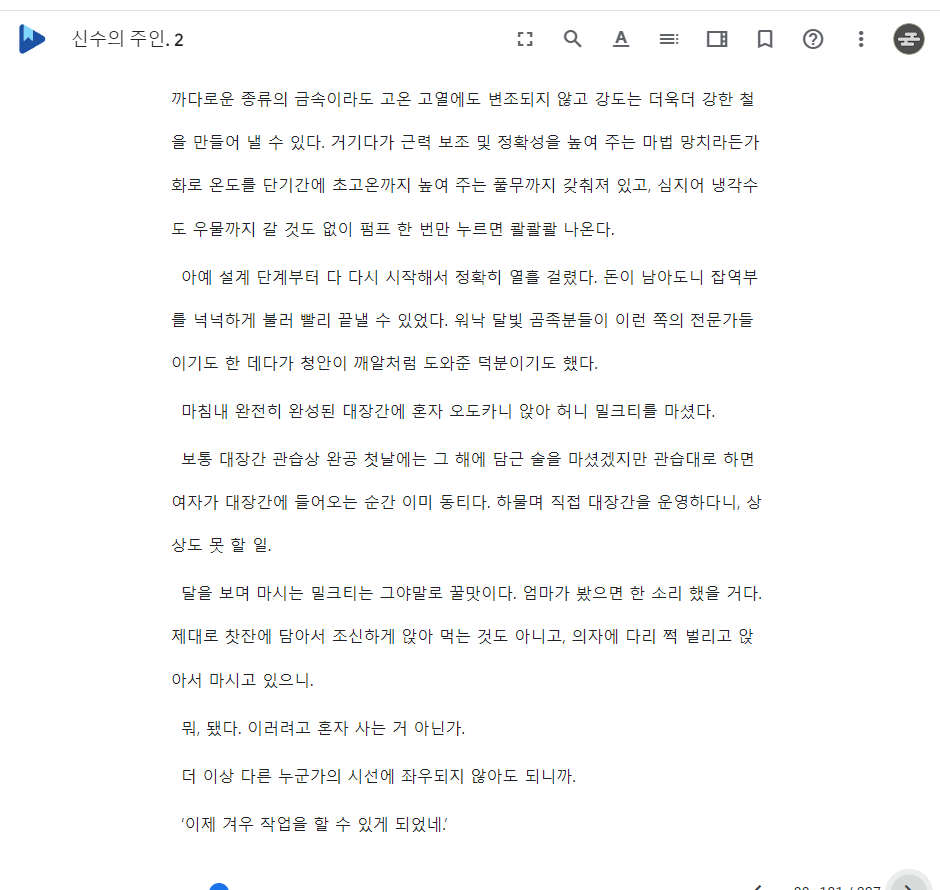 신수의 주인. 2
까다로운 종류의 금속이라도 고온 고열에도 변조되지 않고 강도는 더욱더 강한 철
을 만들어 낼 수 있다. 거기다가 근력 보조 및 정확성을 높여 주는 마법 망치라든가
화로 온도를 단기간에 초고온까지 높여 주는 풀무까지 갖춰져 있고, 심지어 냉각수
도 우물까지 갈 것도 없이 펌프 한 번만 누르면 콸콸콸 나온다.
아예 설계 단계부터 다 다시 시작해서 정확히 열흘 걸렸다. 돈이 남아도니 잡역부
를 넉넉하게 불러 빨리 끝낼 수 있었다. 워낙 달빛 곰족분들이 이런 쪽의 전문가들
이기도 한 데다가 청안이 깨알처럼 도와준 덕분이기도 했다.
마침내 완전히 완성된 대장간에 혼자 오도카니 앉아 허니 밀크티를 마셨다.
보통 대장간 관습상 완공 첫날에는 그 해에 담근 술을 마셨겠지만 관습대로 하면
여자가 대장간에 들어오는 순간 이미 동티다. 하물며 직접 대장간을 운영하다니, 상
상도 못 할 일.
달을 보며 마시는 밀크티는 그야말로 꿀맛이다. 엄마가 봤으면 한 소리 했을 거다.
제대로 찻잔에 담아서 조신하게 앉아 먹는 것도 아니고, 의자에 다리 쩍 벌리고 앉
아서 마시고 있으니.
뭐, 됐다. 이러려고 혼자 사는 거 아닌가.
더 이상 다른 누군가의 시선에 좌우되지 않아도 되니까.
‘이제 겨우 작업을 할 수 있게 되었네.’